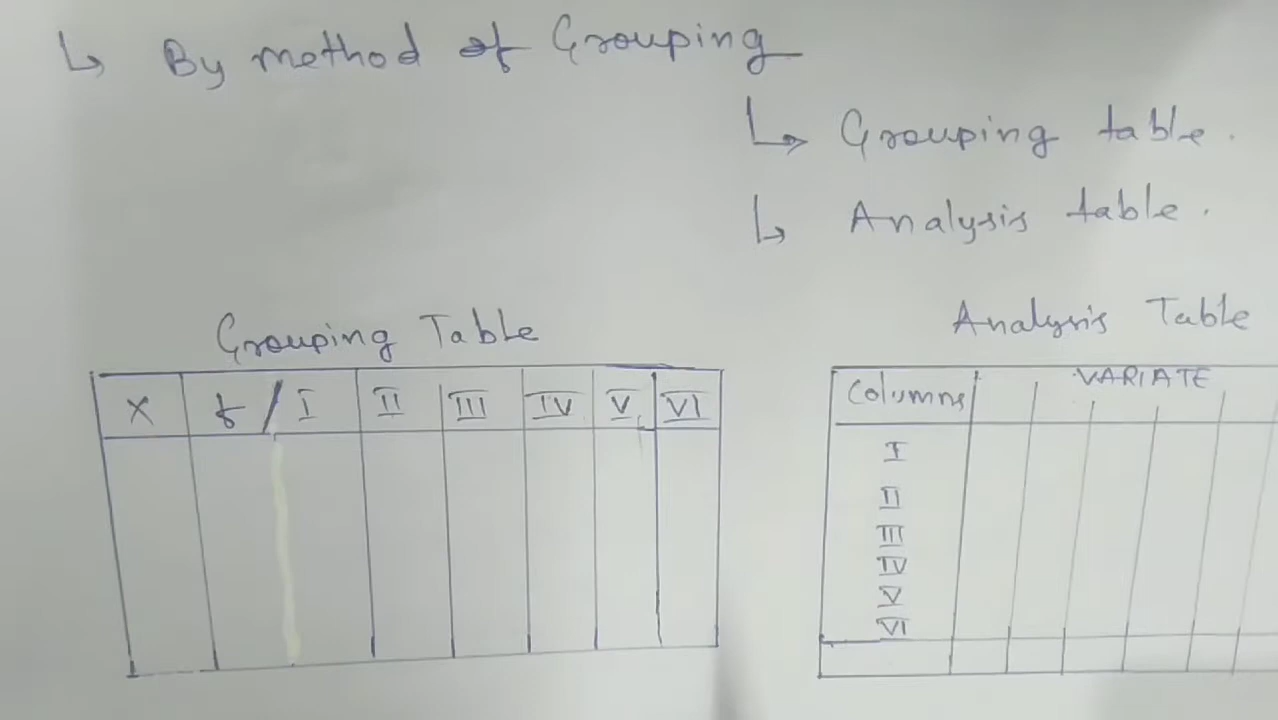 ↳ By method of Grouping
↳ Grouping table.
↳ Analysis table.
Grouping Table
X f/I II III IV V VI
Analysis Table
Columns VARIATE
I
II
III
IV
V
VI